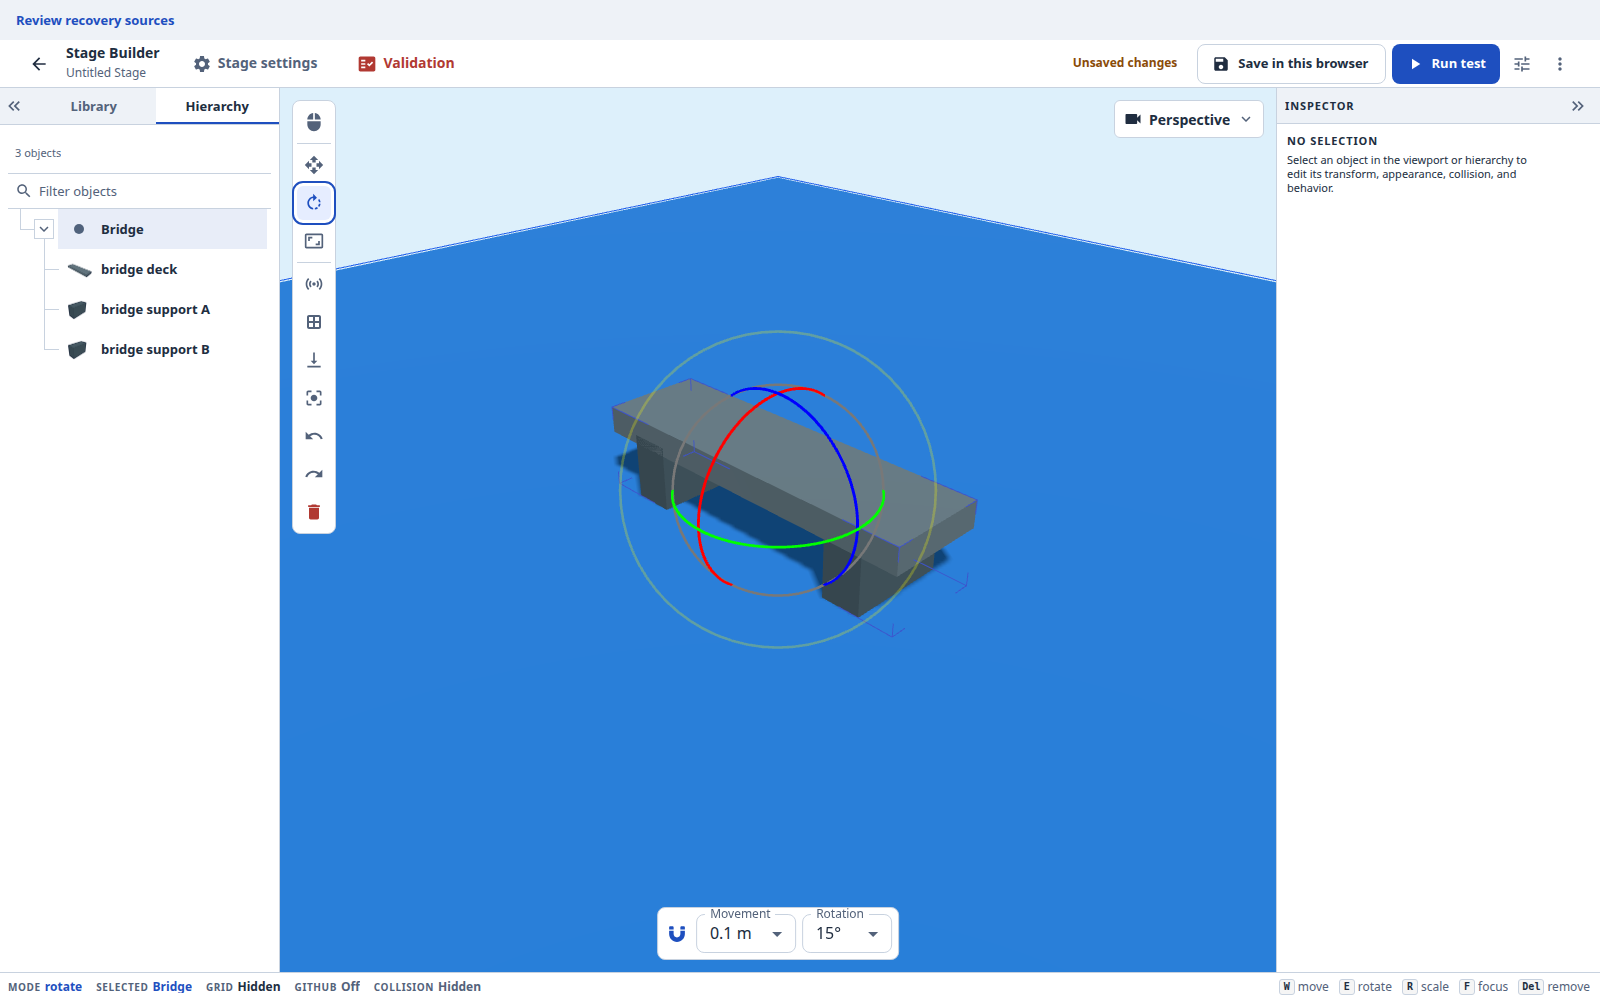 Review recovery sources
Stage Builder
Untitled Stage
Stage settings
Validation
Unsaved changes
Save in this browser
Run test
Library
Hierarchy
3 objects
Filter objects
Bridge
bridge deck
bridge support A
bridge support B
Perspective
INSPECTOR
NO SELECTION
Select an object in the viewport or hierarchy to
edit its transform, appearance, collision, and
behavior.
Movement
0.1 m
Rotation
15°
MODE rotate SELECTED Bridge GRID Hidden GITHUB Off COLLISION Hidden
W move E rotate R scale F focus Del remove